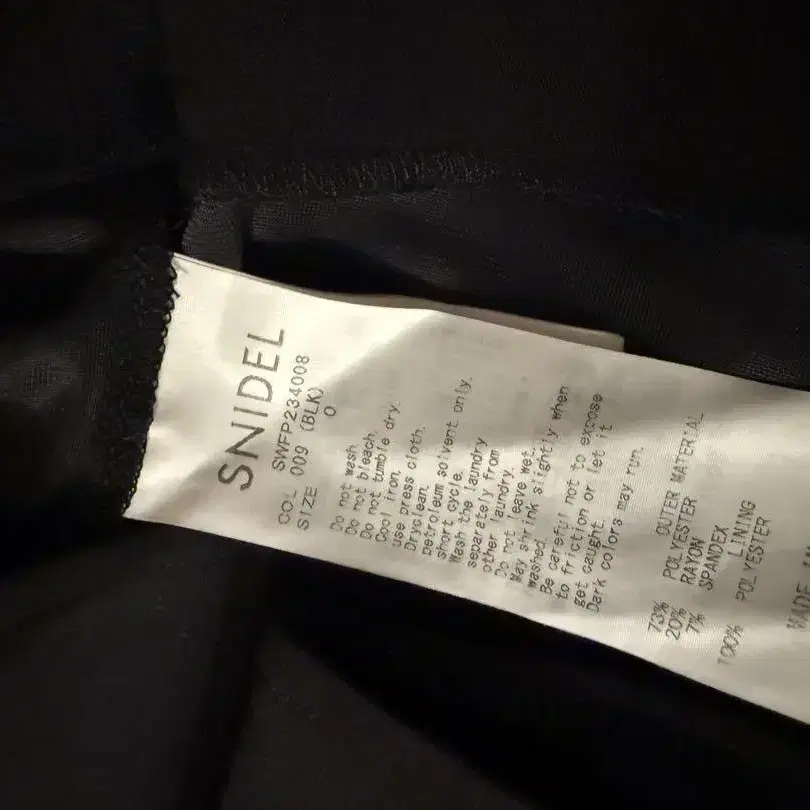 SNIDEL
SWFP234008
COL 009 (BLK)
SIZE 0
Do not wash.
Do not bleach.
Do not tumble dry.
Cool iron.
use press cloth.
Dryclean.
petroleum solvent only.
short cycle.
Wash the laundry
separately from
other laundry.
Do not leave wet.
May shrink slightly when
washed.
Be careful not to expose
to friction or let it
get caught.
Dark colors may run.
OUTER MATERIAL
73% POLYESTER
20% RAYON
7% SPANDEX
LINING
100% POLYESTER
MADE IN